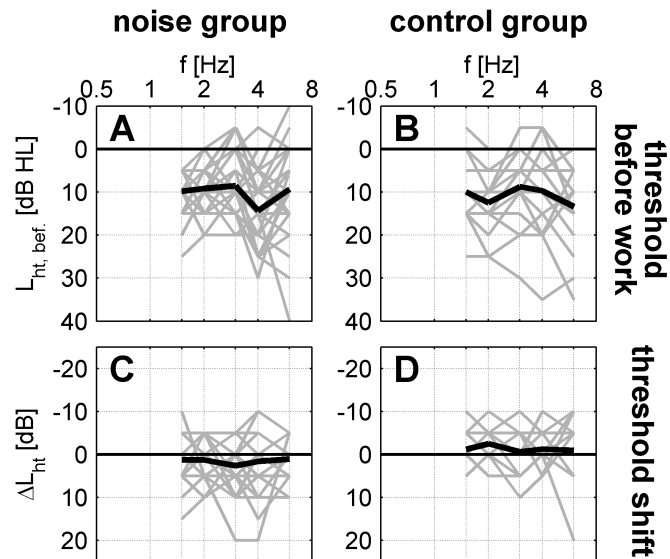 noise group control group
f [Hz] f [Hz]
0.5 1 2 4 8 0.5 1 2 4 8
-10 -10
A B
0 0
10 10
20 20
30 30
40 40
L_ht, bef. [dB HL]
threshold
before work
C D
-20 -20
-10 -10
0 0
10 10
20 20
ΔL_ht [dB]
threshold shift